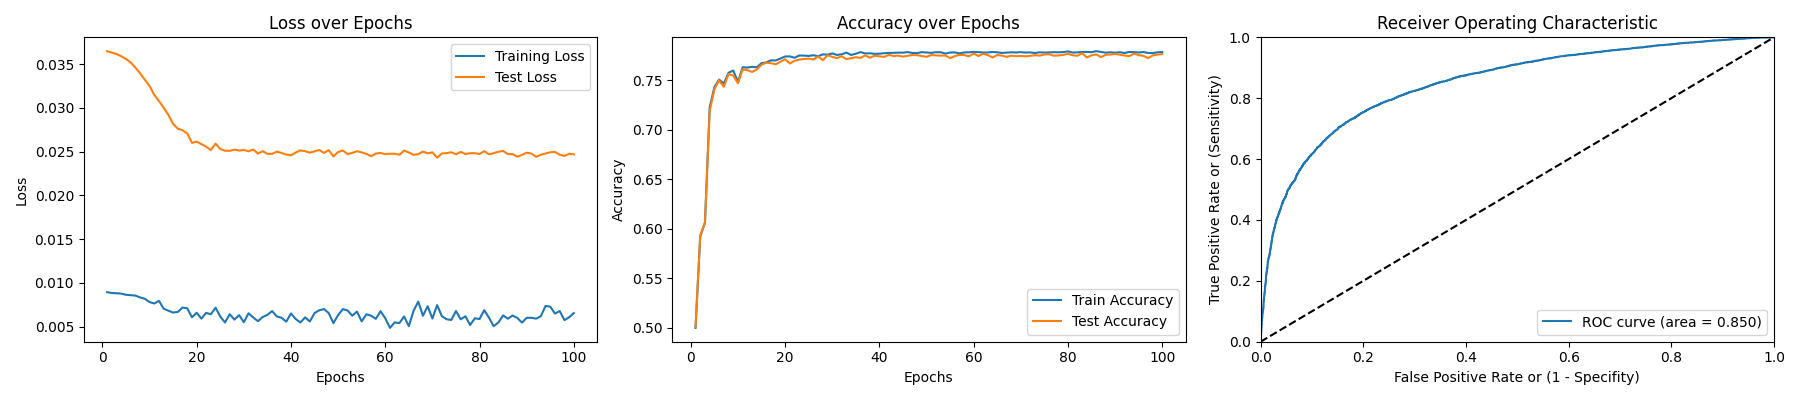 Loss over Epochs
0.035
0.030
0.025
0.020
0.015
0.010
0.005
Loss
0
20
40
60
80
100
Epochs
Training Loss
Test Loss
Accuracy over Epochs
0.75
0.70
0.65
0.60
0.55
0.50
Accuracy
0
20
40
60
80
100
Epochs
Train Accuracy
Test Accuracy
Receiver Operating Characteristic
1.0
0.8
0.6
0.4
0.2
0.0
True Positive Rate or (Sensitivity)
0.0
0.2
0.4
0.6
0.8
1.0
False Positive Rate or (1 - Specifity)
ROC curve (area = 0.850)